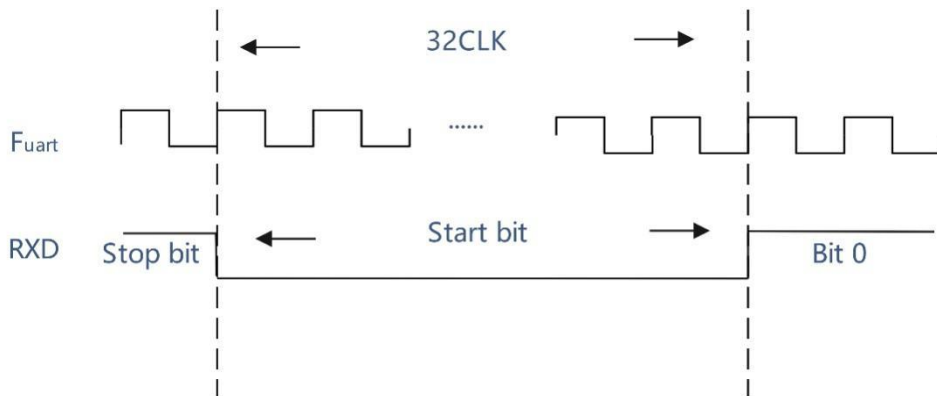 32CLK
Fuart
......
RXD
Stop bit
Start bit
Bit 0